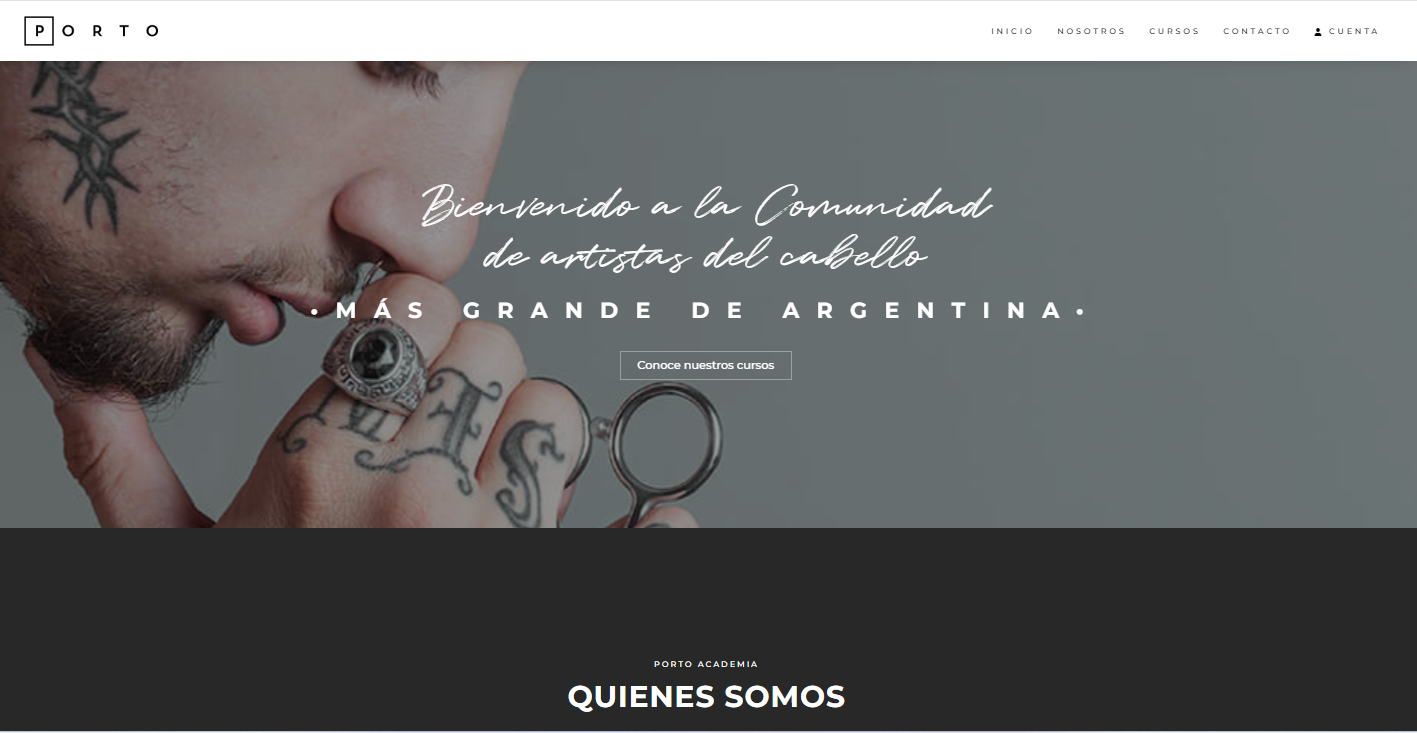 PORTO
INICIO NOSOTROS CURSOS CONTACTO CUENTA
Bienvenido a la Comunidad
de artistas del cabello
• MÁS GRANDE DE ARGENTINA •
Conoce nuestros cursos
PORTO ACADEMIA
QUIENES SOMOS